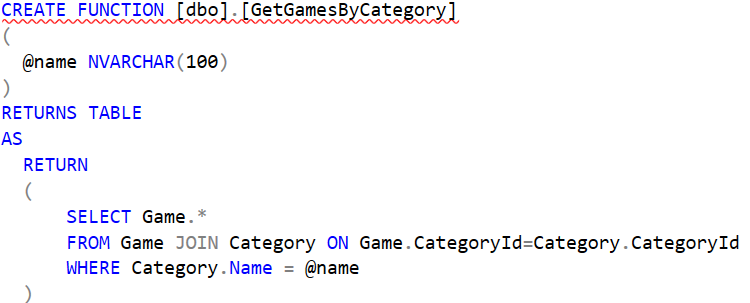 CREATE FUNCTION [dbo].[GetGamesByCategory]
(
  @name NVARCHAR(100)
)
RETURNS TABLE
AS
  RETURN
  (
      SELECT Game.*
      FROM Game JOIN Category ON Game.CategoryId=Category.CategoryId
      WHERE Category.Name = @name
  )